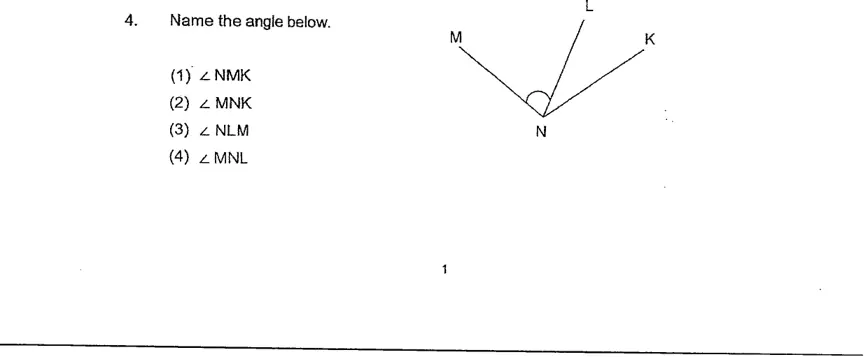 4. Name the angle below.
(1) ∠ NMK
(2) ∠ MNK
(3) ∠ NLM
(4) ∠ MNL
L
M
K
N
1